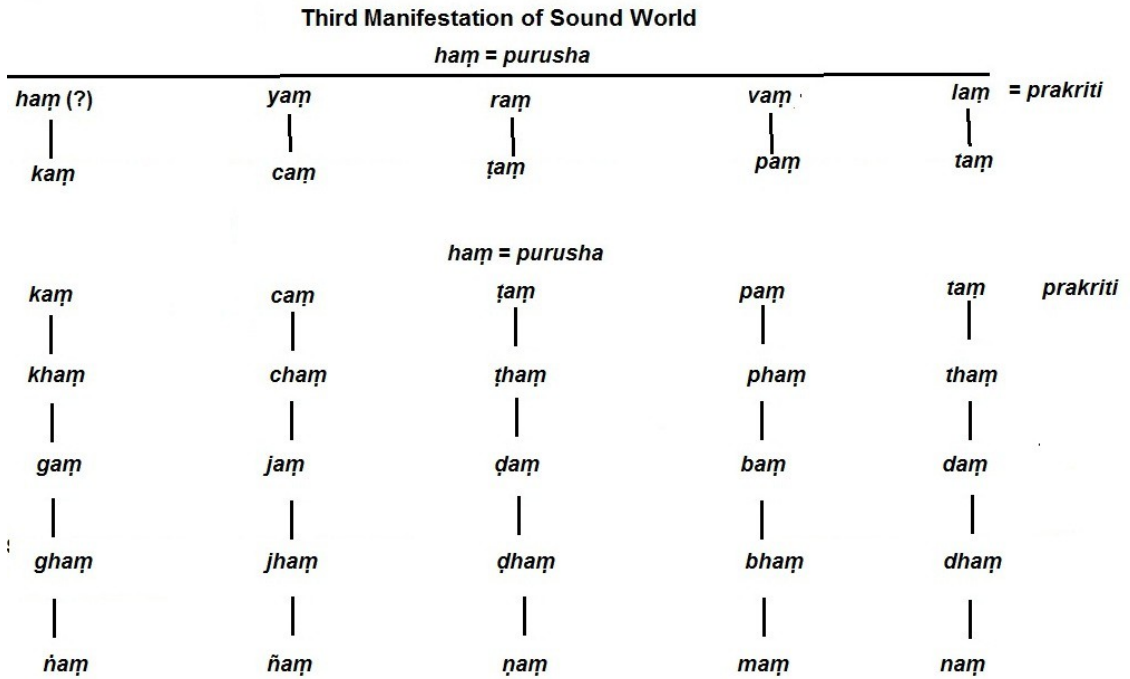 Third Manifestation of Sound World
haṃ = purusha
haṃ (?) yaṃ raṃ vaṃ laṃ = prakriti
kaṃ caṃ ṭaṃ paṃ taṃ
haṃ = purusha
kaṃ caṃ ṭaṃ paṃ taṃ prakriti
khaṃ chaṃ ṭhaṃ phaṃ thaṃ
gaṃ jaṃ ḍaṃ baṃ daṃ
ghaṃ jhaṃ ḍhaṃ bhaṃ dhaṃ
ṅaṃ ñaṃ ṇaṃ maṃ naṃ